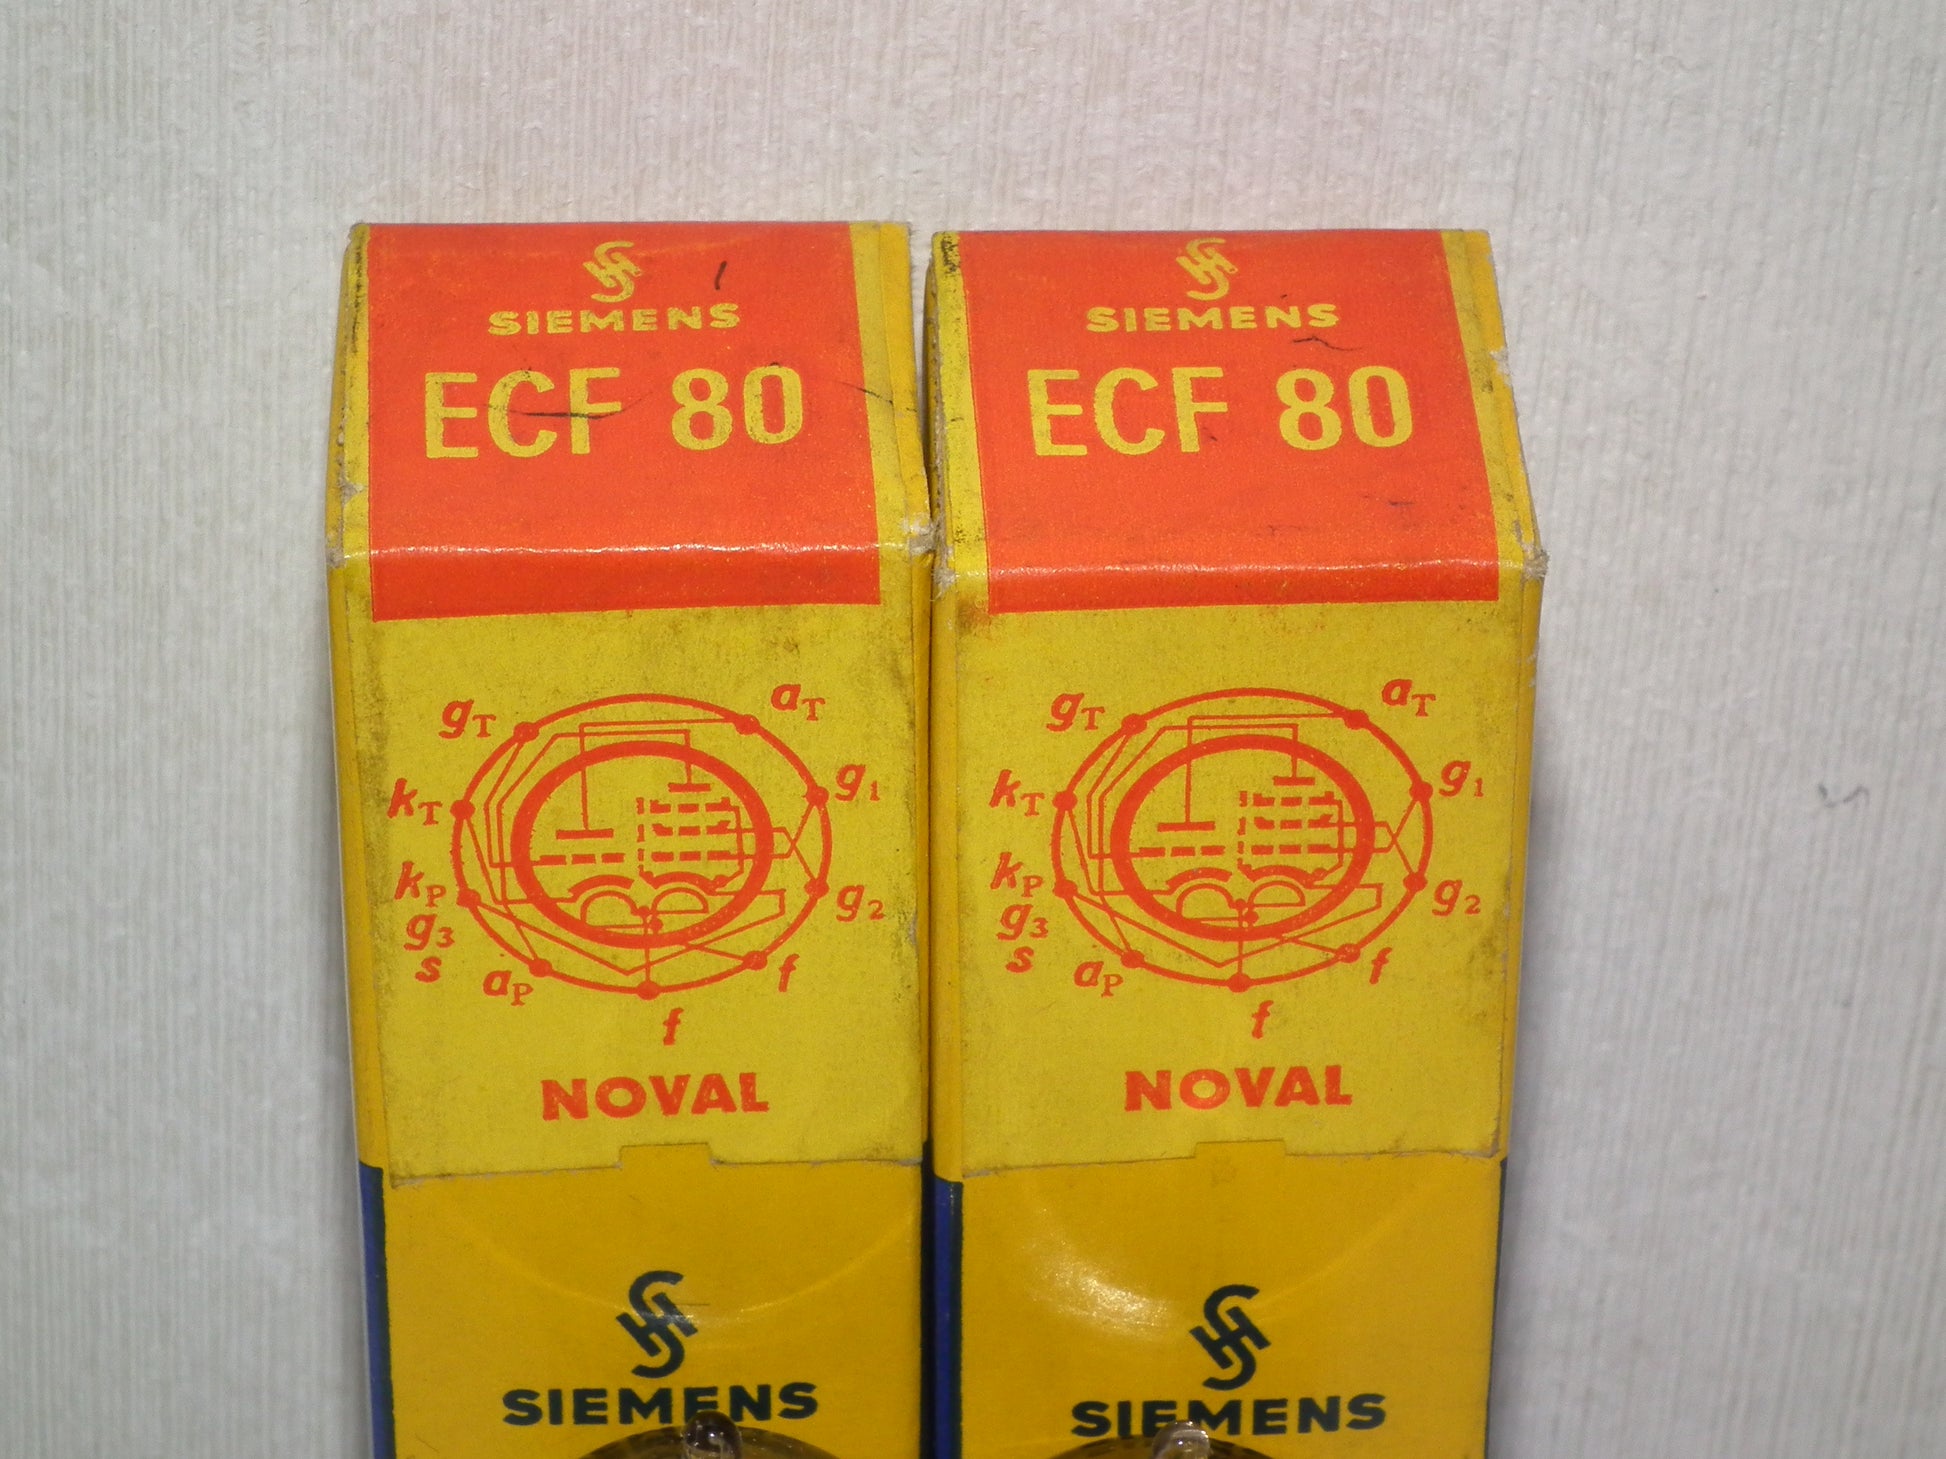 SIEMENS
ECF 80
gT
aT
kT
g1
kP
g3
s
g2
aP
f
f
NOVAL
SIEMENS
SIEMENS
ECF 80
gT
aT
kT
g1
kP
g3
s
g2
aP
f
f
NOVAL
SIEMENS